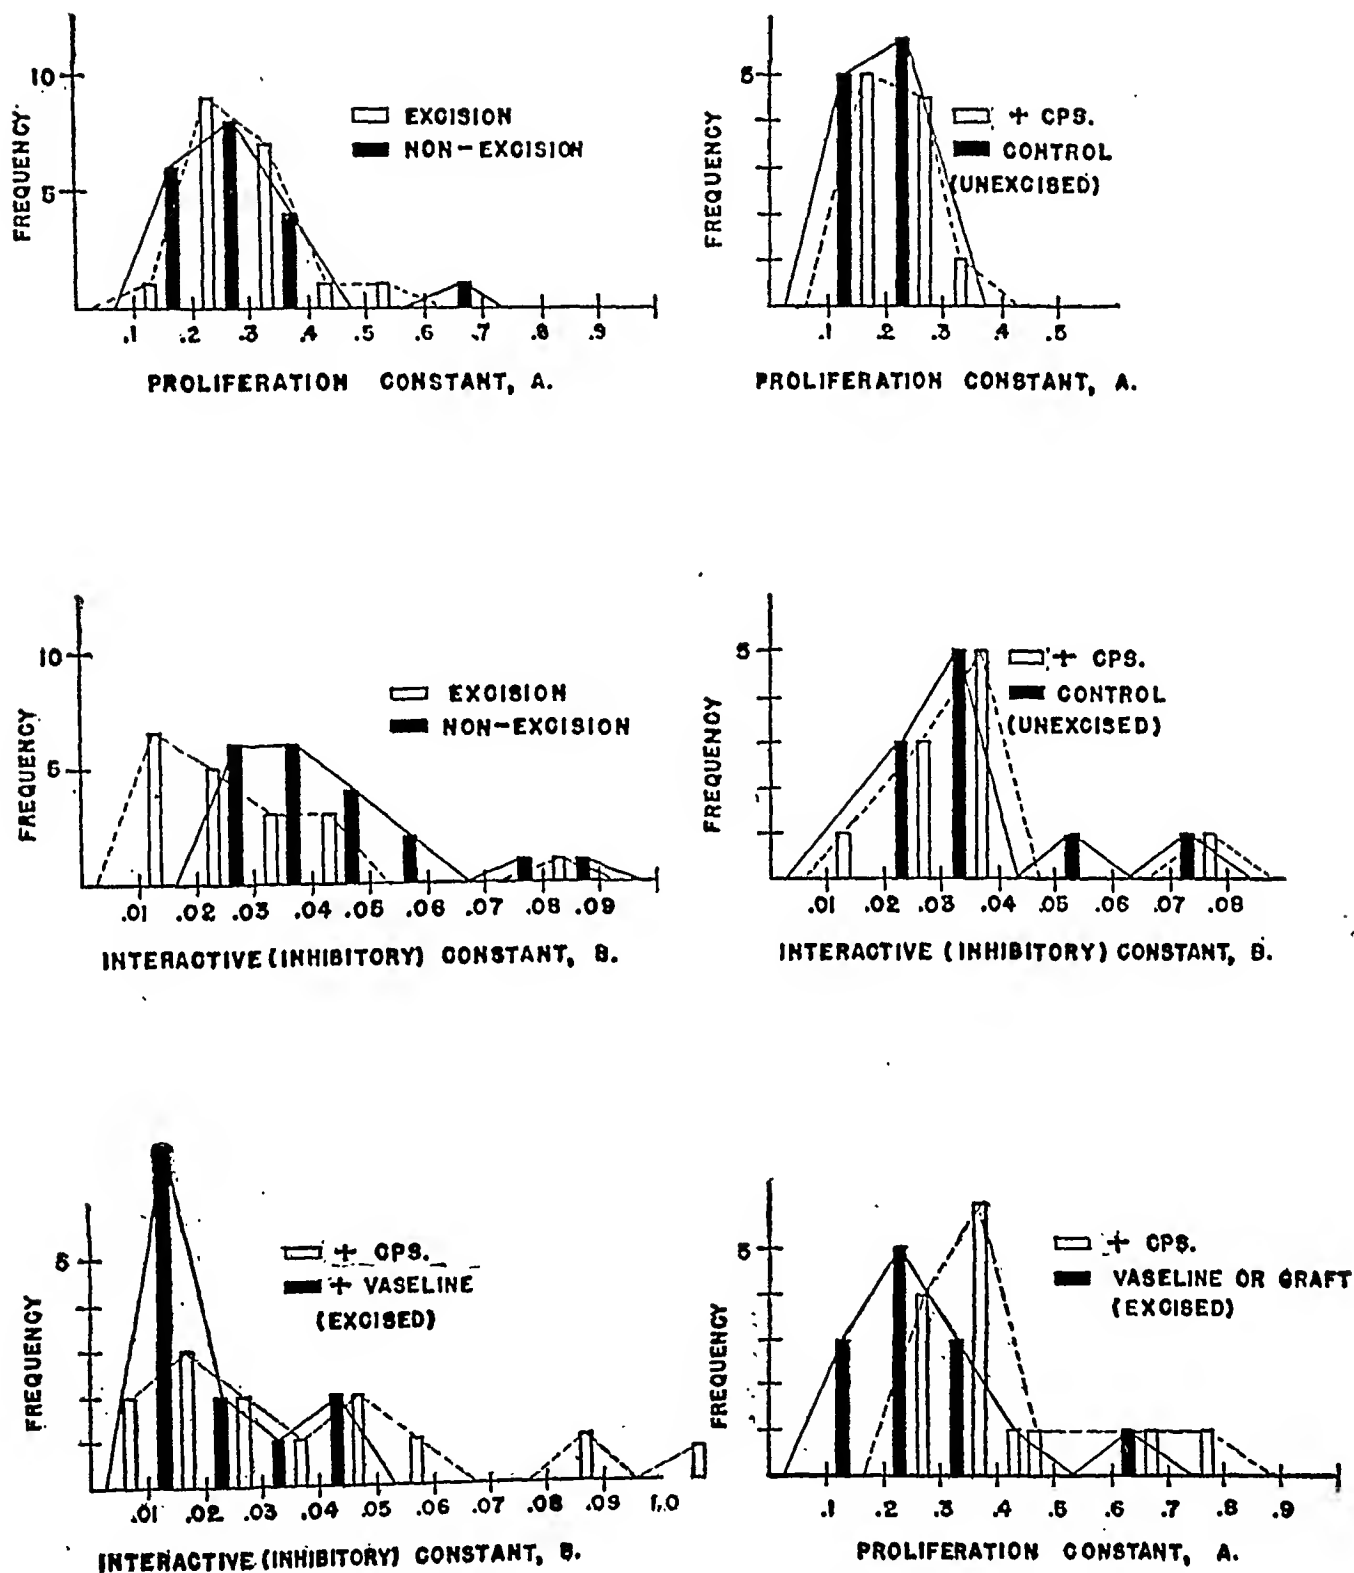 FREQUENCY
10
5
EXCISION
NON-EXCISION
.1 .2 .3 .4 .5 .6 .7 .8 .9
PROLIFERATION CONSTANT, A.
FREQUENCY
5
+ CPS.
CONTROL
(UNEXCISED)
.1 .2 .3 .4 .5
PROLIFERATION CONSTANT, A.
FREQUENCY
10
5
EXCISION
NON-EXCISION
.01 .02 .03 .04 .05 .06 .07 .08 .09
INTERACTIVE (INHIBITORY) CONSTANT, B.
FREQUENCY
5
+ CPS.
CONTROL
(UNEXCISED)
.01 .02 .03 .04 .05 .06 .07 .08
INTERACTIVE (INHIBITORY) CONSTANT, B.
FREQUENCY
5
+ CPS.
+ VASELINE
(EXCISED)
.01 .02 .03 .04 .05 .06 .07 .08 .09 1.0
INTERACTIVE (INHIBITORY) CONSTANT, B.
FREQUENCY
5
+ CPS.
VASELINE OR GRAFT
(EXCISED)
.1 .2 .3 .4 .5 .6 .7 .8 .9
PROLIFERATION CONSTANT, A.